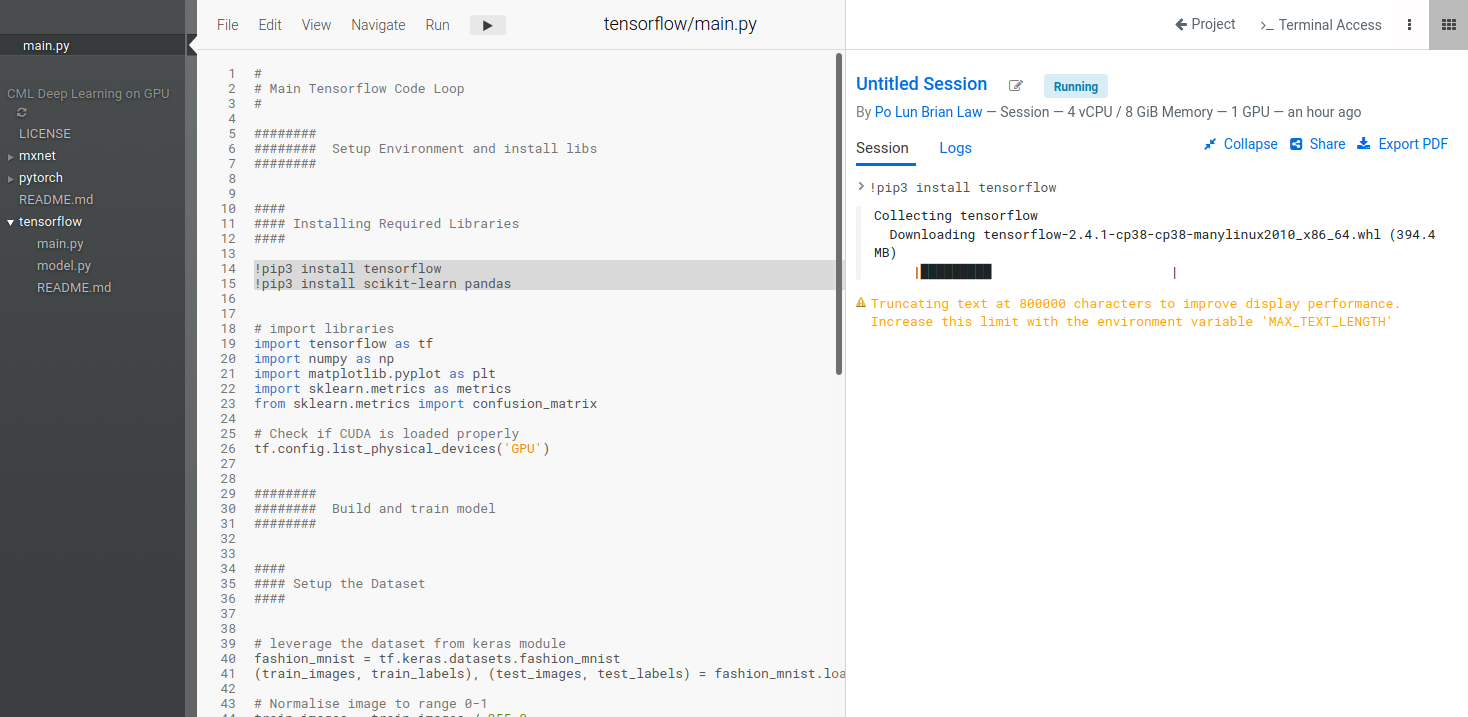 main.py
CML Deep Learning on GPU
LICENSE
mxnet
pytorch
README.md
tensorflow
main.py
model.py
README.md
File Edit View Navigate Run
tensorflow/main.py
1 #
2 # Main Tensorflow Code Loop
3 #
4
5 ########
6 ######## Setup Environment and install libs
7 ########
8
9
10 ####
11 #### Installing Required Libraries
12 ####
13
14 !pip3 install tensorflow
15 !pip3 install scikit-learn pandas
16
17
18 # import libraries
19 import tensorflow as tf
20 import numpy as np
21 import matplotlib.pyplot as plt
22 import sklearn.metrics as metrics
23 from sklearn.metrics import confusion_matrix
24
25 # Check if CUDA is loaded properly
26 tf.config.list_physical_devices('GPU')
27
28
29 ########
30 ######## Build and train model
31 ########
32
33
34 ####
35 #### Setup the Dataset
36 ####
37
38
39 # leverage the dataset from keras module
40 fashion_mnist = tf.keras.datasets.fashion_mnist
41 (train_images, train_labels), (test_images, test_labels) = fashion_mnist.loa
42
43 # Normalise image to range 0-1
Project >_ Terminal Access
Untitled Session Running
By Po Lun Brian Law — Session — 4 vCPU / 8 GiB Memory — 1 GPU — an hour ago
Session Logs Collapse Share Export PDF
> !pip3 install tensorflow
Collecting tensorflow
Downloading tensorflow-2.4.1-cp38-cp38-manylinux2010_x86_64.whl (394.4
MB)
|█████████ |
Truncating text at 800000 characters to improve display performance.
Increase this limit with the environment variable 'MAX_TEXT_LENGTH'